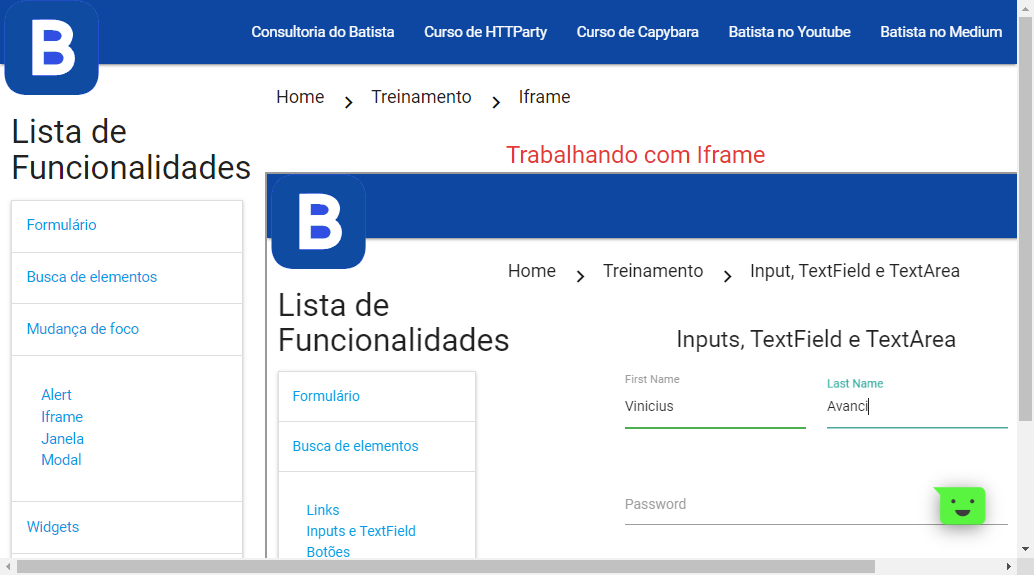 B
Consultoria do Batista
Curso de HTTParty
Curso de Capybara
Batista no Youtube
Batista no Medium
Home
Treinamento
Iframe
Lista de
Funcionalidades
Formulário
Busca de elementos
Mudança de foco
Alert
Iframe
Janela
Modal
Widgets
Trabalhando com Iframe
B
Home
Treinamento
Input, TextField e TextArea
Lista de
Funcionalidades
Formulário
Busca de elementos
Links
Inputs e TextField
Botões
Inputs, TextField e TextArea
First Name
Vinicius
Last Name
Avanci
Password